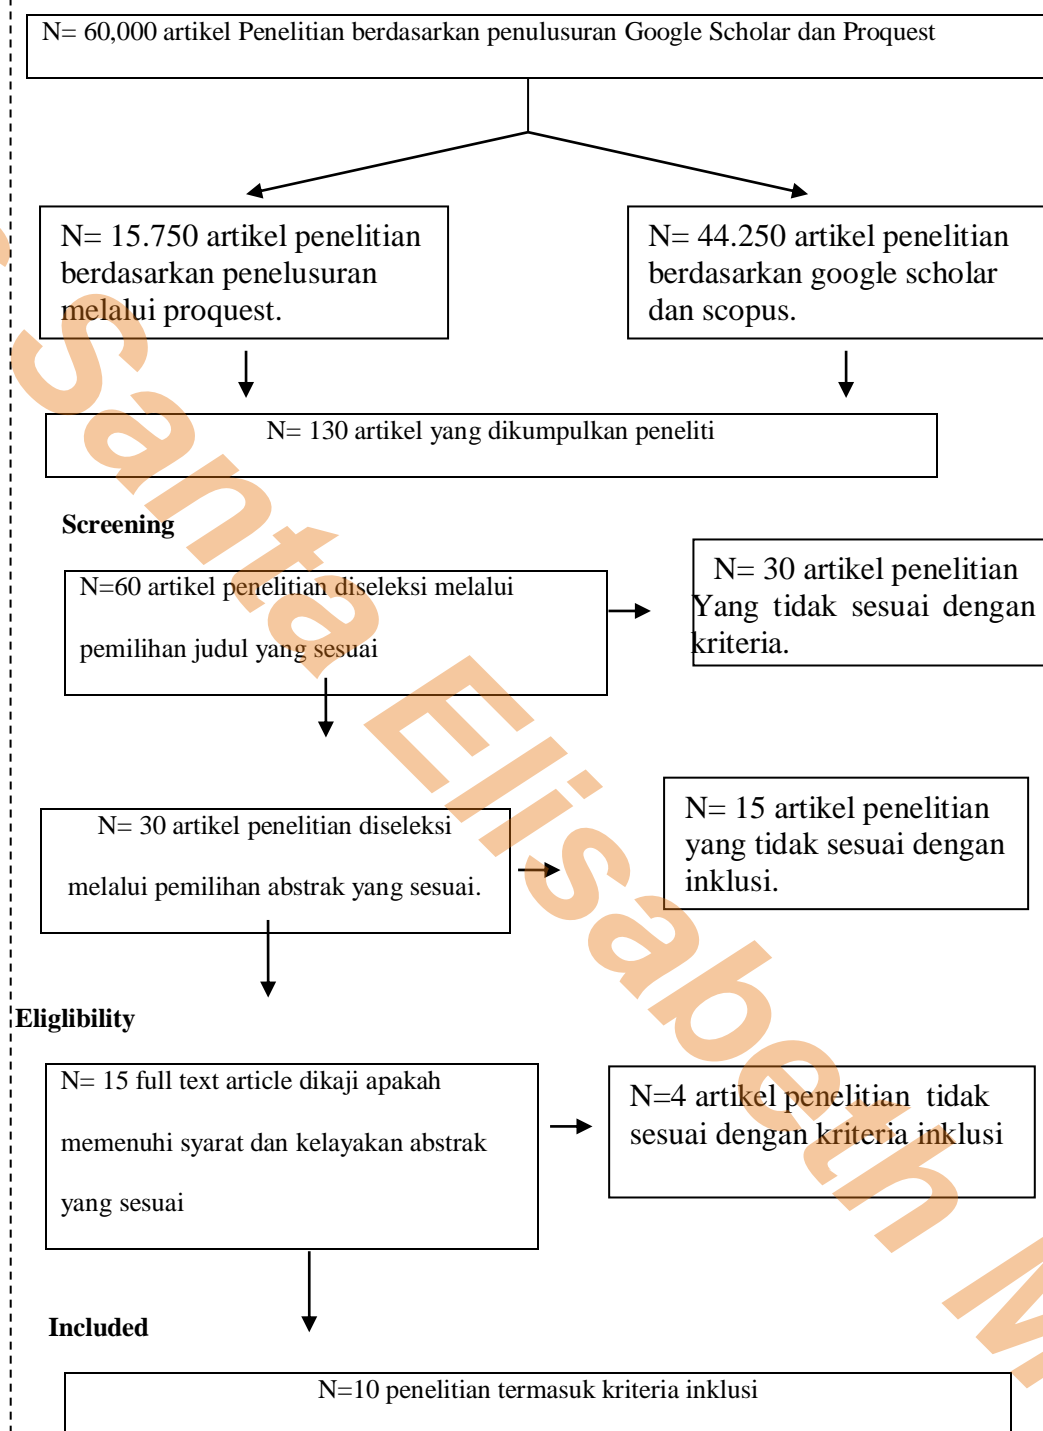 N= 60,000 artikel Penelitian berdasarkan penulusuran Google Scholar dan Proquest
N= 15.750 artikel penelitian
berdasarkan penelusuran
melalui proquest.
N= 44.250 artikel penelitian
berdasarkan google scholar
dan scopus.
N= 130 artikel yang dikumpulkan peneliti
Screening
N=60 artikel penelitian diseleksi melalui
pemilihan judul yang sesuai
N= 30 artikel penelitian
Yang tidak sesuai dengan
kriteria.
N= 30 artikel penelitian diseleksi
melalui pemilihan abstrak yang sesuai.
N= 15 artikel penelitian
yang tidak sesuai dengan
inklusi.
Eliglibility
N= 15 full text article dikaji apakah
memenuhi syarat dan kelayakan abstrak
yang sesuai
N=4 artikel penelitian tidak
sesuai dengan kriteria inklusi
Included
N=10 penelitian termasuk kriteria inklusi
Santa Elisabeth M